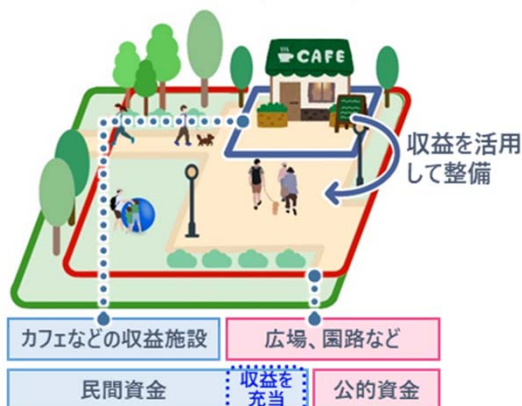 CAFE
収益を活用
して整備
カフェなどの収益施設
広場、園路など
民間資金
収益を
充当
公的資金